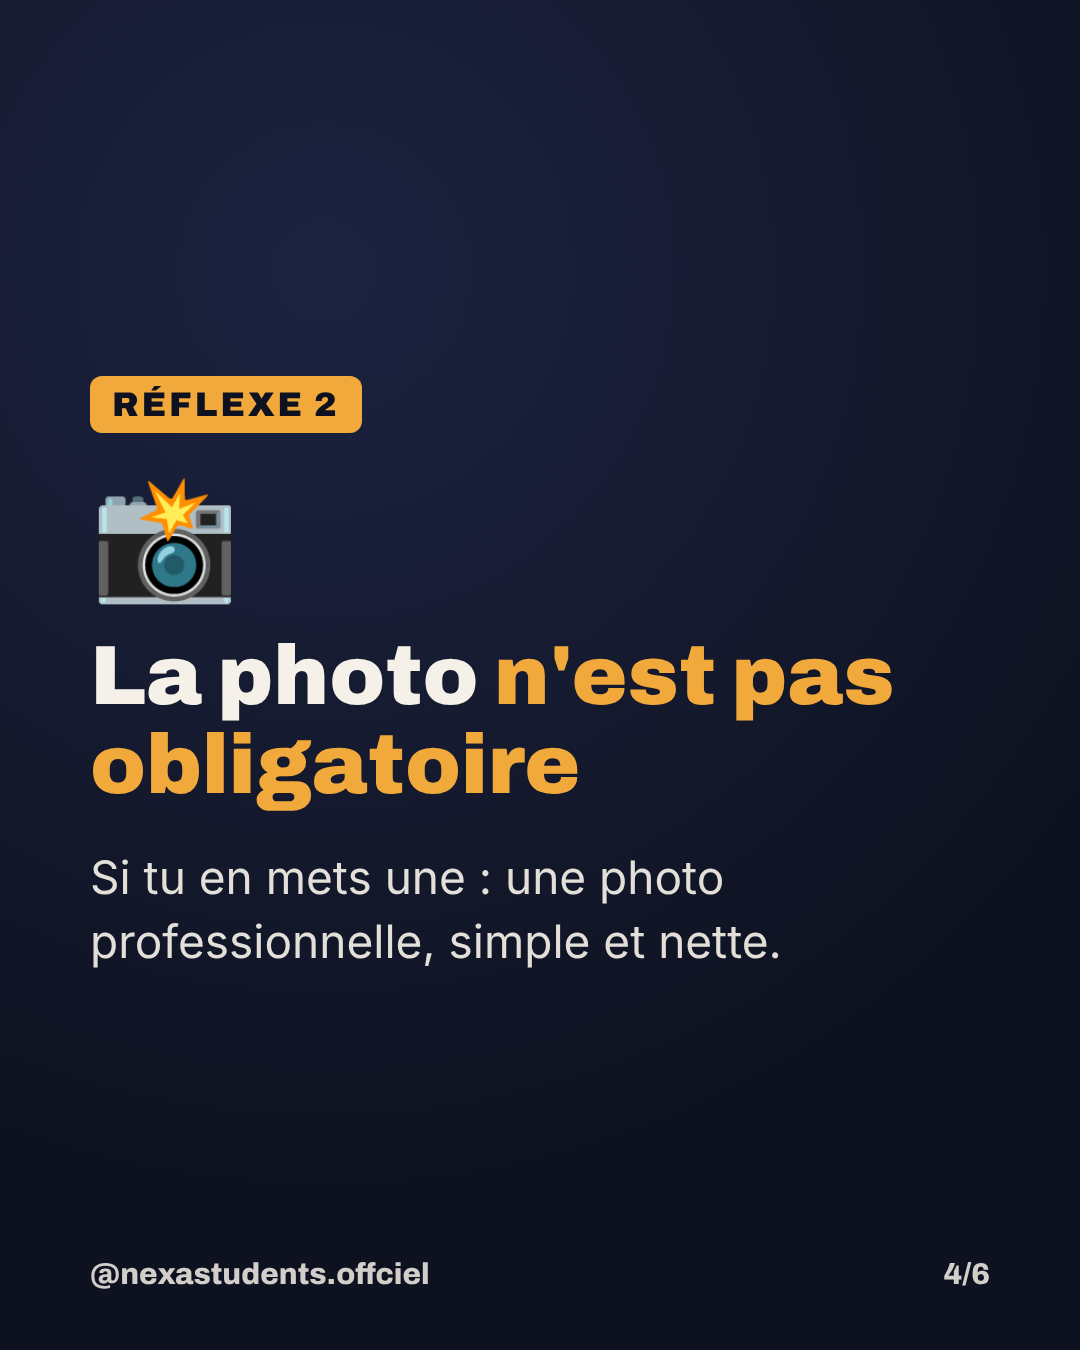 RÉFLEXE 2
La photo n'est pas
obligatoire
Si tu en mets une : une photo
professionnelle, simple et nette.
@nexastudents.offciel
4/6